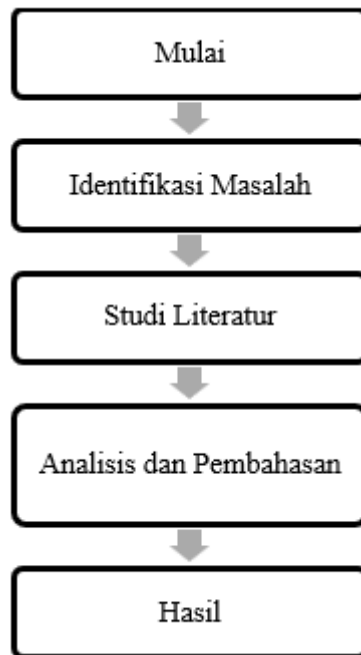 Mulai
Identifikasi Masalah
Studi Literatur
Analisis dan Pembahasan
Hasil